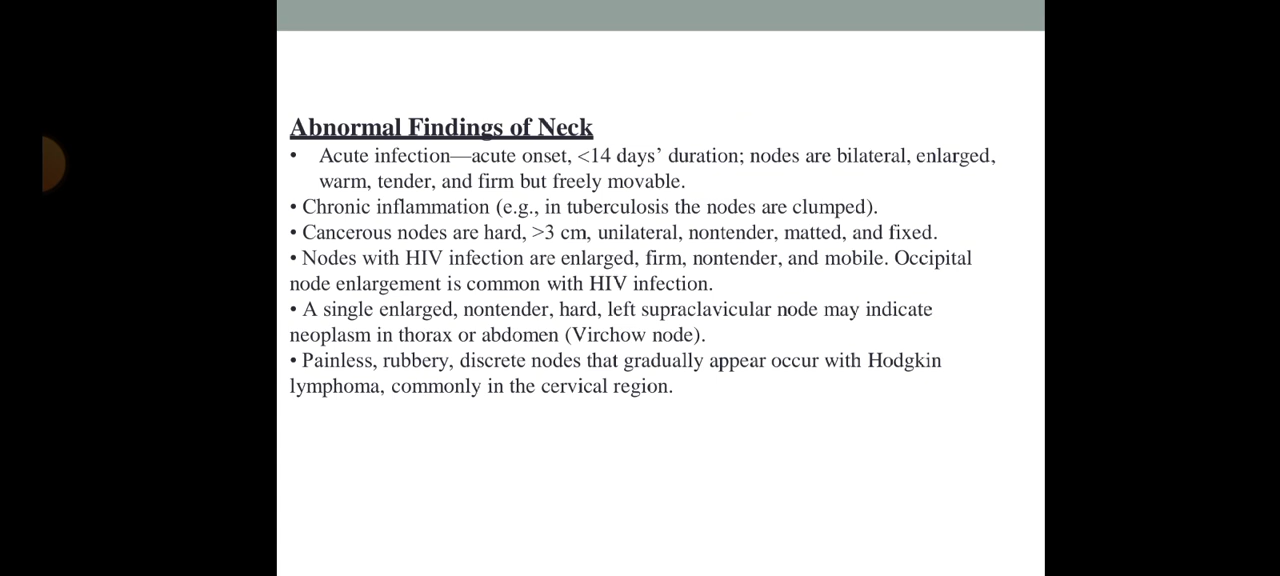 Abnormal Findings of Neck
• Acute infection—acute onset, <14 days’ duration; nodes are bilateral, enlarged,
warm, tender, and firm but freely movable.
• Chronic inflammation (e.g., in tuberculosis the nodes are clumped).
• Cancerous nodes are hard, >3 cm, unilateral, nontender, matted, and fixed.
• Nodes with HIV infection are enlarged, firm, nontender, and mobile. Occipital
node enlargement is common with HIV infection.
• A single enlarged, nontender, hard, left supraclavicular node may indicate
neoplasm in thorax or abdomen (Virchow node).
• Painless, rubbery, discrete nodes that gradually appear occur with Hodgkin
lymphoma, commonly in the cervical region.